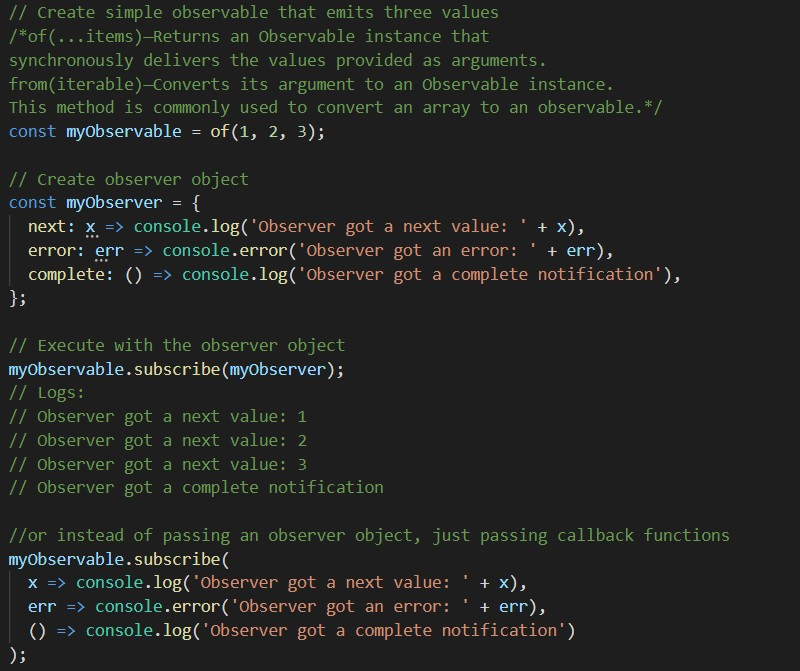 // Create simple observable that emits three values
/*of(...items)—Returns an Observable instance that
synchronously delivers the values provided as arguments.
from(iterable)—Converts its argument to an Observable instance.
This method is commonly used to convert an array to an observable.*/
const myObservable = of(1, 2, 3);

// Create observer object
const myObserver = {
  next: x => console.log('Observer got a next value: ' + x),
  error: err => console.error('Observer got an error: ' + err),
  complete: () => console.log('Observer got a complete notification'),
};

// Execute with the observer object
myObservable.subscribe(myObserver);
// Logs:
// Observer got a next value: 1
// Observer got a next value: 2
// Observer got a next value: 3
// Observer got a complete notification

//or instead of passing an observer object, just passing callback functions
myObservable.subscribe(
  x => console.log('Observer got a next value: ' + x),
  err => console.error('Observer got an error: ' + err),
  () => console.log('Observer got a complete notification')
);